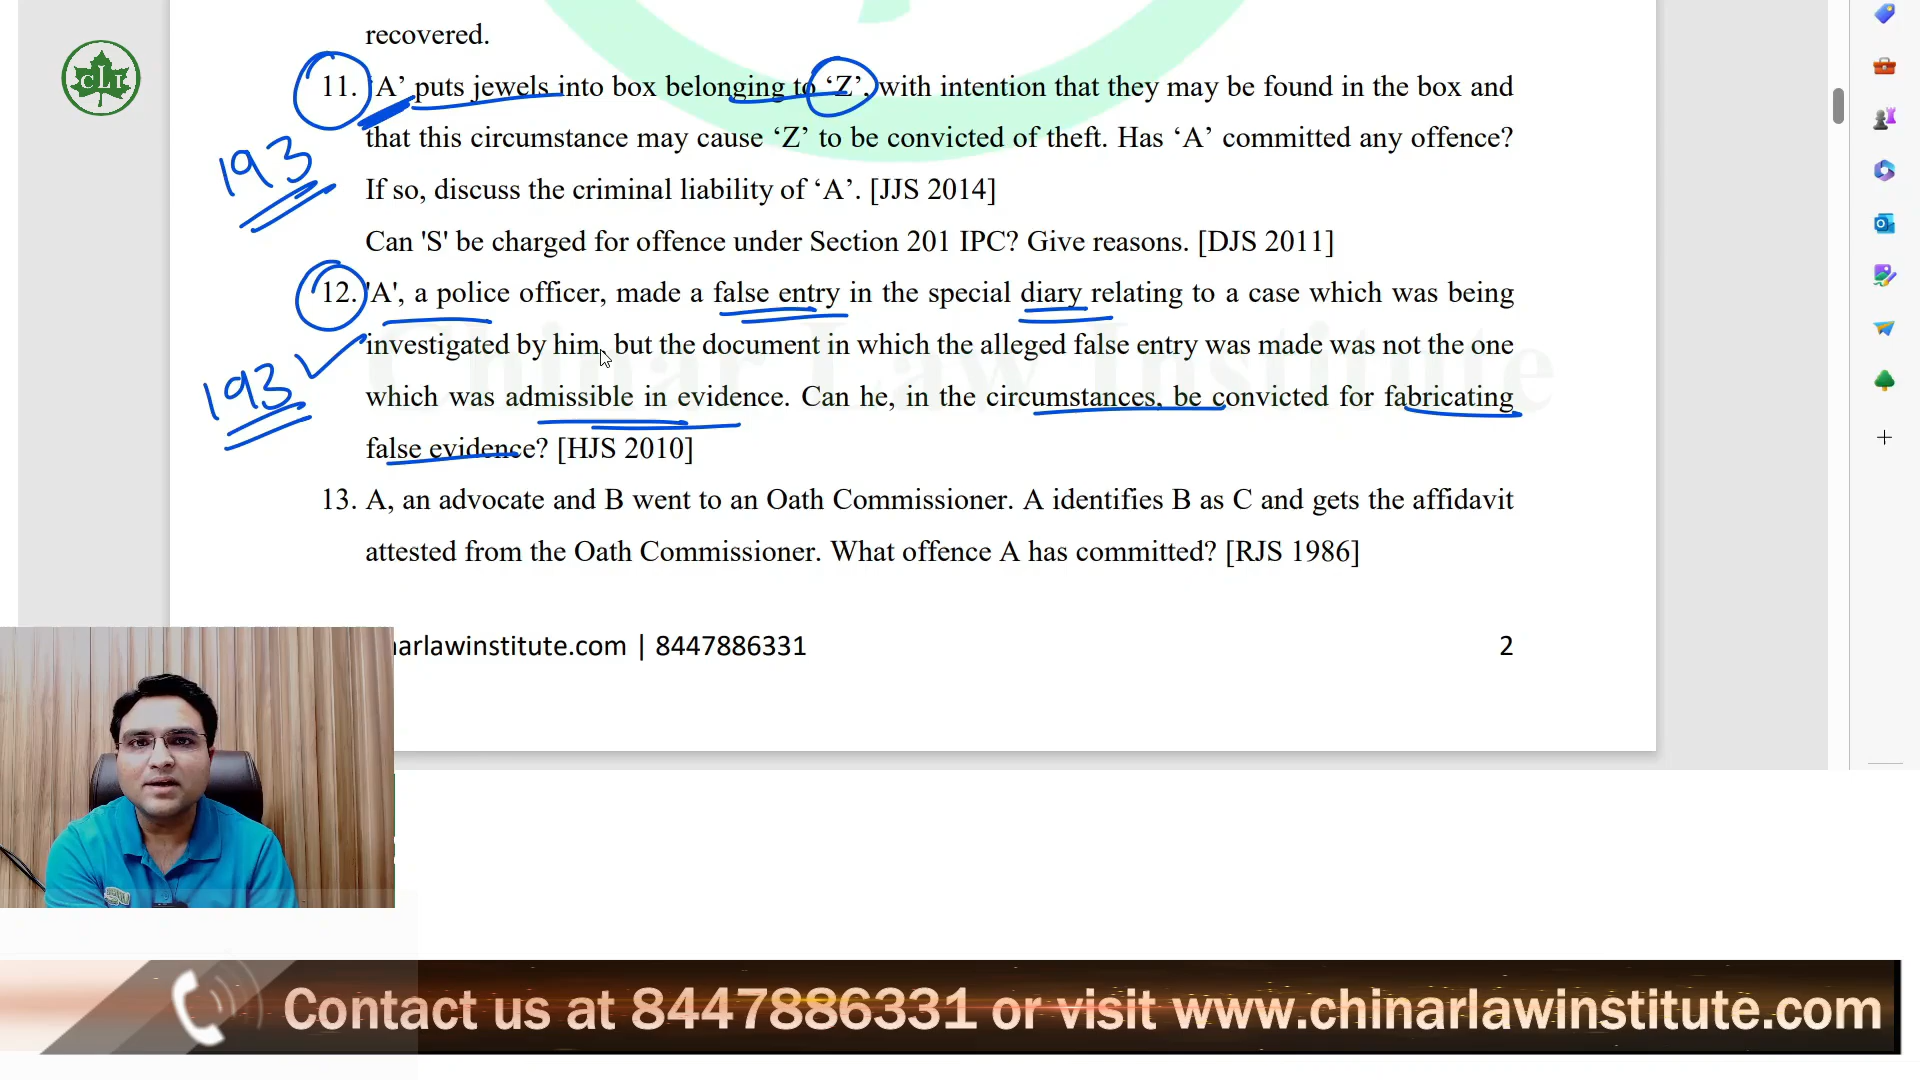 recovered.
CLI
11. 'A' puts jewels into box belonging to ‘Z’, with intention that they may be found in the box and
that this circumstance may cause ‘Z’ to be convicted of theft. Has ‘A’ committed any offence?
193
If so, discuss the criminal liability of ‘A’. [JJS 2014]
Can 'S' be charged for offence under Section 201 IPC? Give reasons. [DJS 2011]
12. 'A', a police officer, made a false entry in the special diary relating to a case which was being
investigated by him, but the document in which the alleged false entry was made was not the one
193
which was admissible in evidence. Can he, in the circumstances, be convicted for fabricating
false evidence? [HJS 2010]
Chinar Law Institute
13. A, an advocate and B went to an Oath Commissioner. A identifies B as C and gets the affidavit
attested from the Oath Commissioner. What offence A has committed? [RJS 1986]
narlawinstitute.com | 8447886331
2
Contact us at 8447886331 or visit www.chinarlawinstitute.com